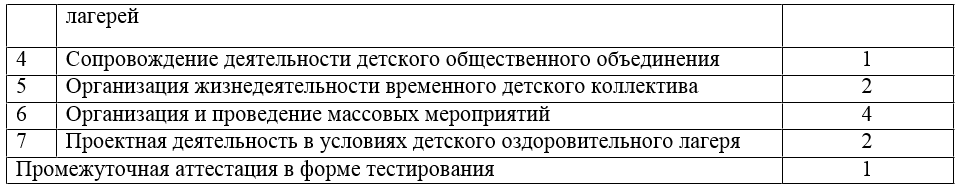 лагерей
4 Сопровождение деятельности детского общественного объединения 1
5 Организация жизнедеятельности временного детского коллектива 2
6 Организация и проведение массовых мероприятий 4
7 Проектная деятельность в условиях детского оздоровительного лагеря 2
Промежуточная аттестация в форме тестирования 1